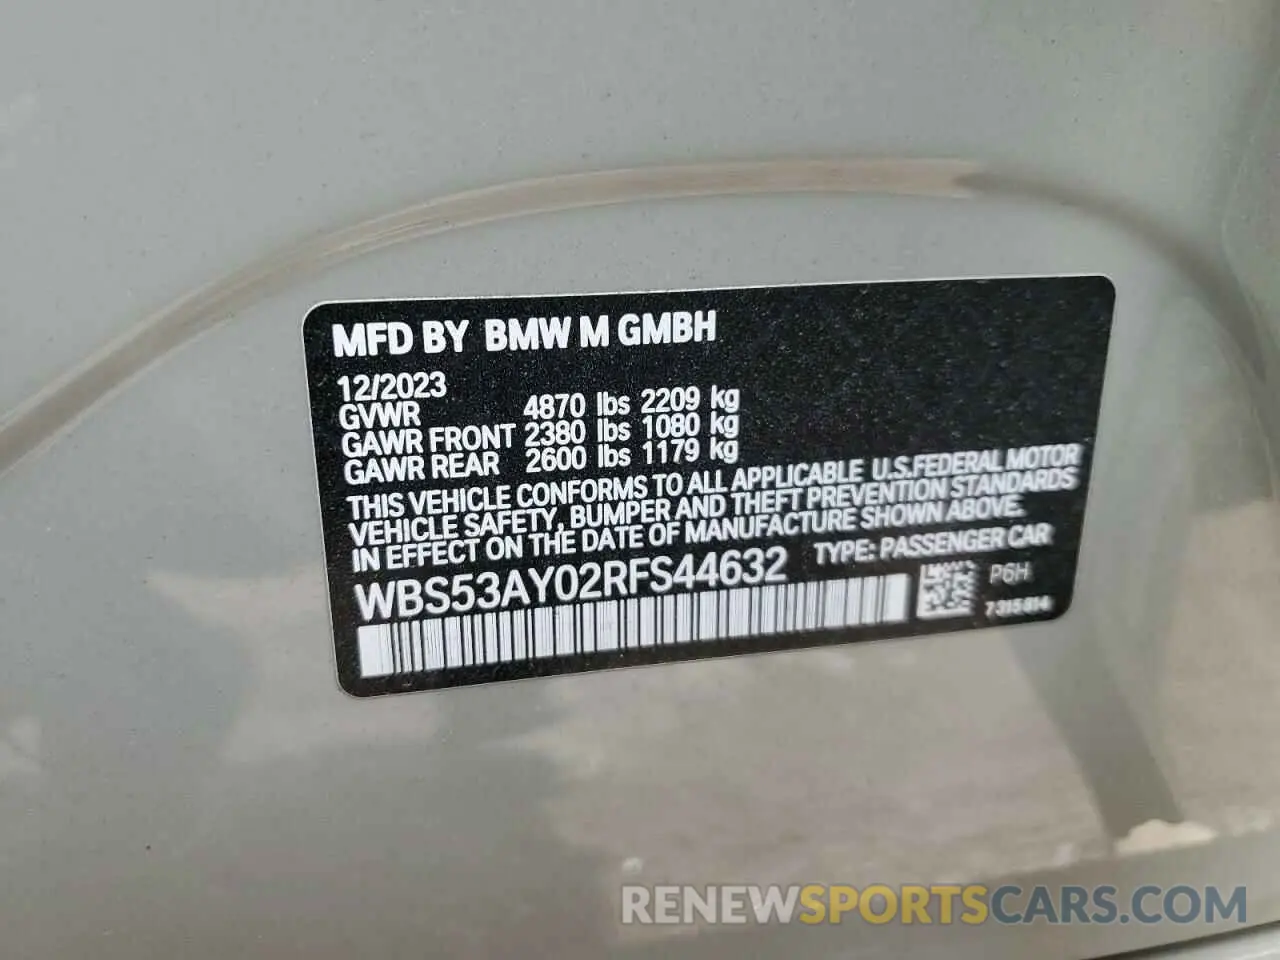 MFD BY BMW M GMBH
12/2023
GVWR 4870 lbs 2209 kg
GAWR FRONT 2380 lbs 1080 kg
GAWR REAR 2600 lbs 1179 kg
THIS VEHICLE CONFORMS TO ALL APPLICABLE U.S.FEDERAL MOTOR
VEHICLE SAFETY, BUMPER AND THEFT PREVENTION STANDARDS
IN EFFECT ON THE DATE OF MANUFACTURE SHOWN ABOVE.
WBS53AY02RFS44632 TYPE: PASSENGER CAR
P6H
7315814
RENEWSPORTSCARS.COM